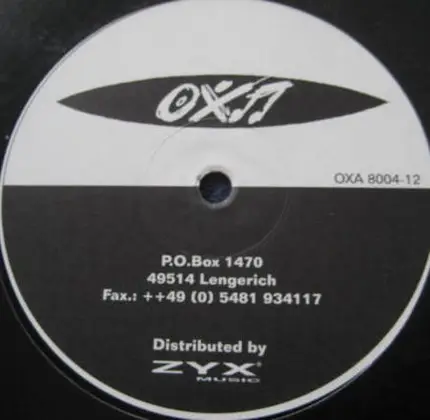 OXA
OXA 8004-12
P.O.Box 1470
49514 Lengerich
Fax.: ++49 (0) 5481 934117
Distributed by
ZYX®
MUSIC